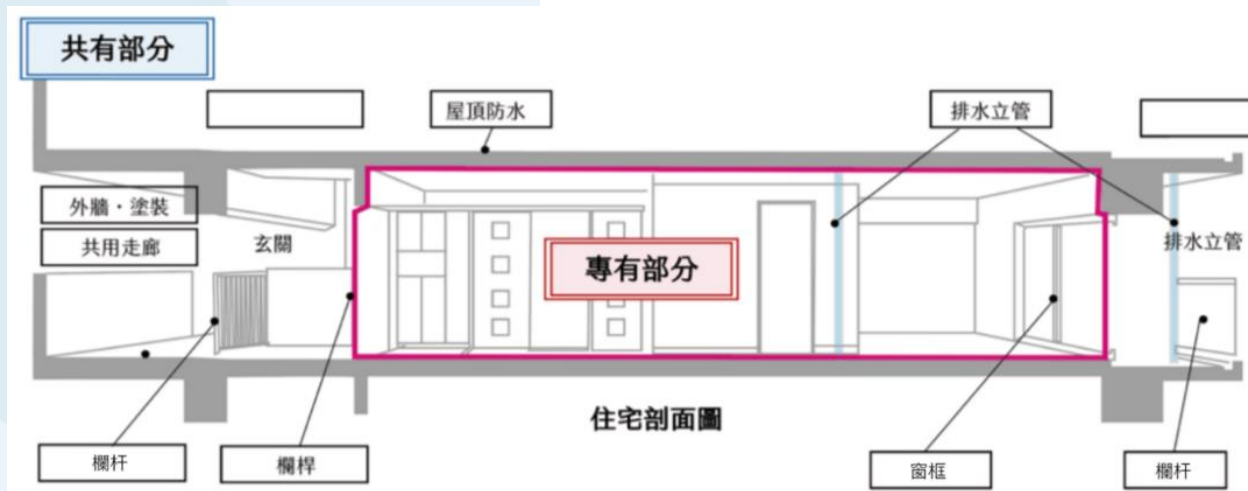 共有部分
屋頂防水
排水立管
外牆・塗裝
共用走廊
玄關
專有部分
排水立管
住宅剖面圖
欄杆
欄桿
窗框
欄杆